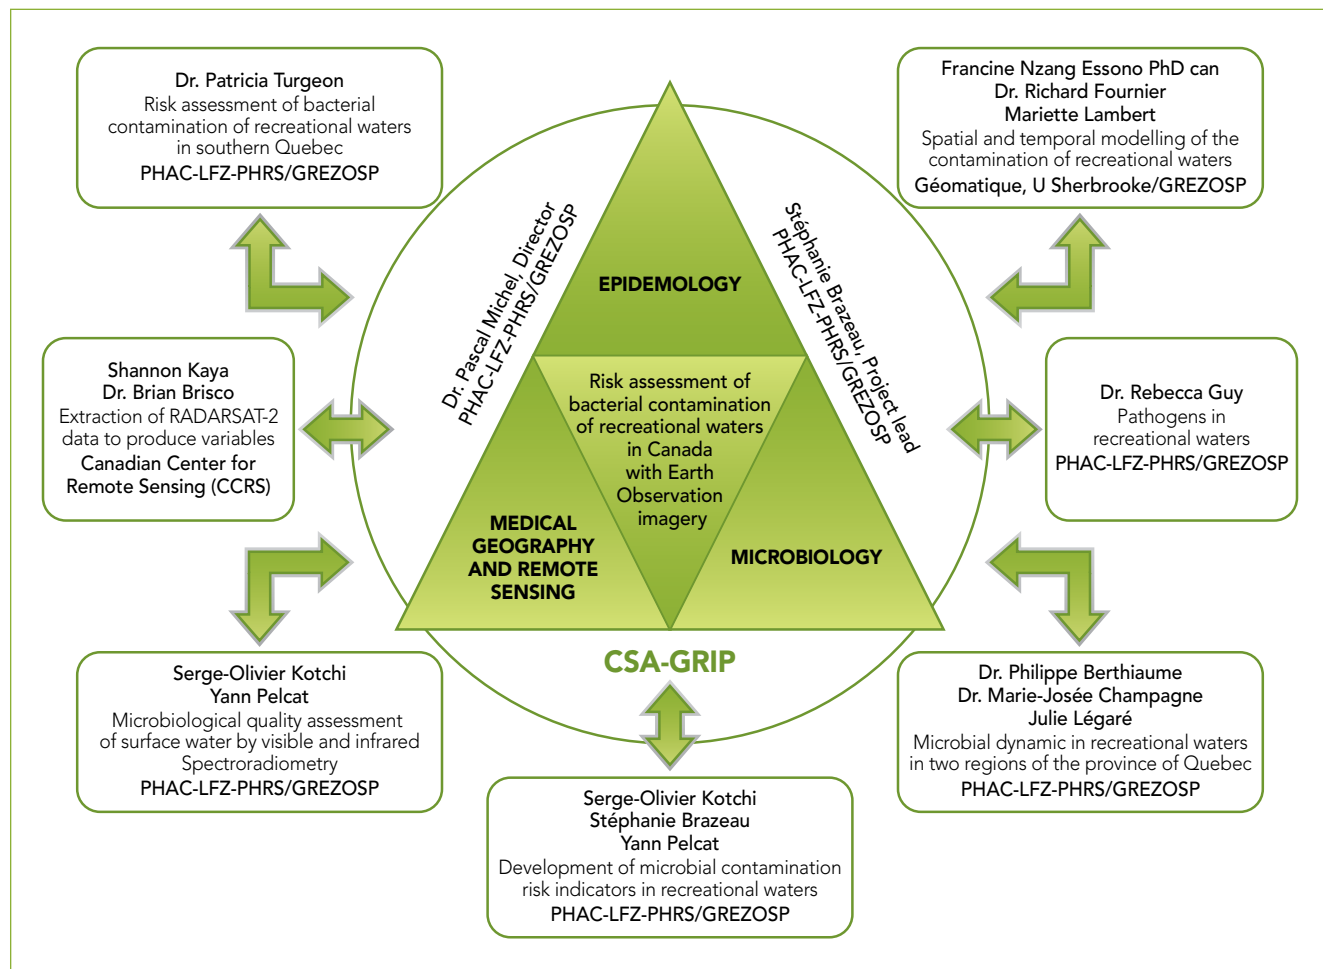 Dr. Patricia Turgeon
Risk assessment of bacterial
contamination of recreational waters
in southern Quebec
PHAC-LFZ-PHRS/GREZOSP
Francine Nzang Essono PhD can
Dr. Richard Fournier
Mariette Lambert
Spatial and temporal modelling of the
contamination of recreational waters
Géomatique, U Sherbrooke/GREZOSP
Dr. Pascal Michel, Director
PHAC-LFZ-PHRS/GREZOSP
Stéphanie Brazeau, Project lead
PHAC-LFZ-PHRS/GREZOSP
EPIDEMOLOGY
Shannon Kaya
Dr. Brian Brisco
Extraction of RADARSAT-2
data to produce variables
Canadian Center for
Remote Sensing (CCRS)
Risk assessment of
bacterial contamination
of recreational waters
in Canada
with Earth
Observation
imagery
Dr. Rebecca Guy
Pathogens in
recreational waters
PHAC-LFZ-PHRS/GREZOSP
MEDICAL
GEOGRAPHY
AND REMOTE
SENSING
MICROBIOLOGY
CSA-GRIP
Serge-Olivier Kotchi
Yann Pelcat
Microbiological quality assessment
of surface water by visible and infrared
Spectroradiometry
PHAC-LFZ-PHRS/GREZOSP
Serge-Olivier Kotchi
Stéphanie Brazeau
Yann Pelcat
Development of microbial contamination
risk indicators in recreational waters
PHAC-LFZ-PHRS/GREZOSP
Dr. Philippe Berthiaume
Dr. Marie-Josée Champagne
Julie Légaré
Microbial dynamic in recreational waters
in two regions of the province of Quebec
PHAC-LFZ-PHRS/GREZOSP